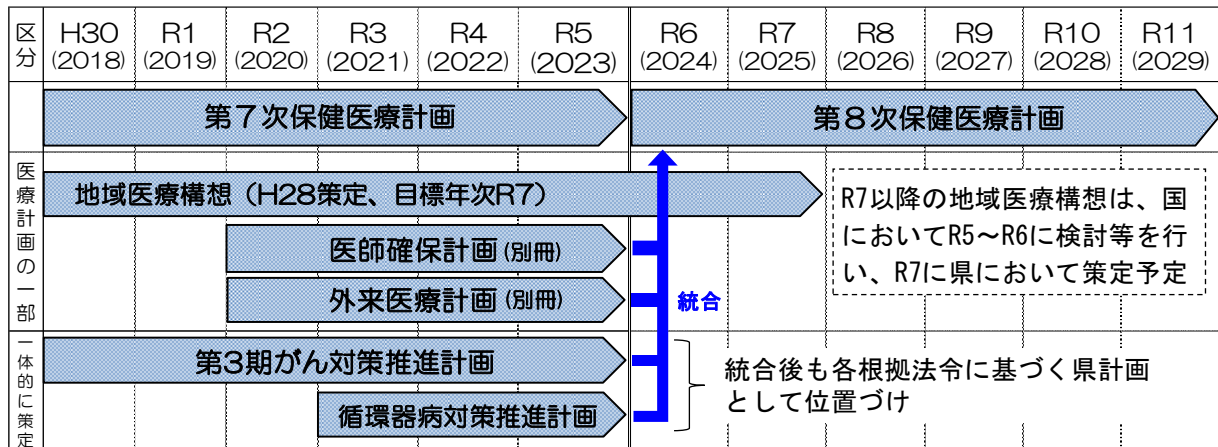 区分
H30 (2018)
R1 (2019)
R2 (2020)
R3 (2021)
R4 (2022)
R5 (2023)
R6 (2024)
R7 (2025)
R8 (2026)
R9 (2027)
R10 (2028)
R11 (2029)
第7次保健医療計画
第8次保健医療計画
医療計画の一部
地域医療構想(H28策定、目標年次R7)
医師確保計画(別冊)
外来医療計画(別冊)
R7以降の地域医療構想は、国
においてR5~R6に検討等を行
い、R7に県において策定予定
統合
一体的に策定
第3期がん対策推進計画
循環器病対策推進計画
統合後も各根拠法令に基づく県計画
として位置づけ